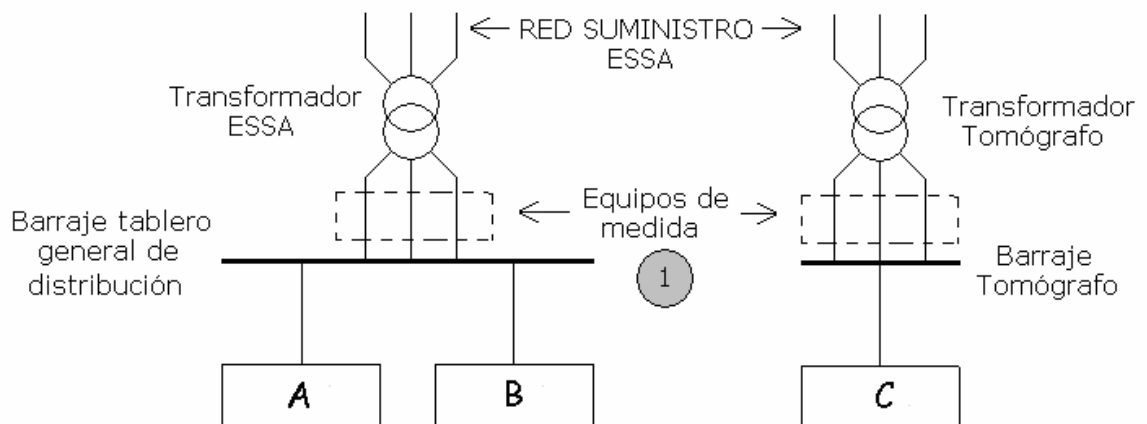 RED SUMINISTRO
ESSA
Transformador
ESSA
Transformador
Tomógrafo
Equipos de
medida
1
Barraje tablero
general de
distribución
Barraje
Tomógrafo
A
B
C